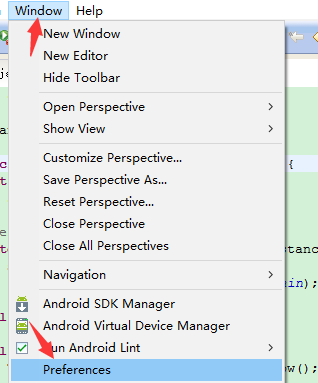 Window Help
New Window
New Editor
Hide Toolbar
Open Perspective
Show View
Customize Perspective...
Save Perspective As...
Reset Perspective...
Close Perspective
Close All Perspectives
Navigation
Android SDK Manager
Android Virtual Device Manager
Run Android Lint
Preferences